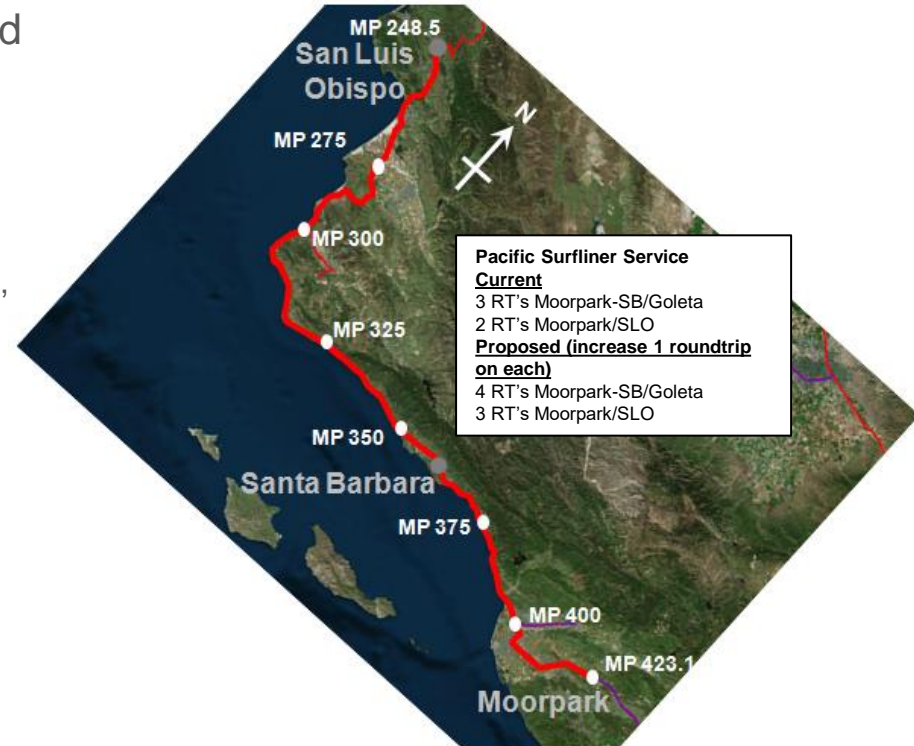 d
MP 248.5
San Luis
Obispo
N
MP 275
MP 300
,
Pacific Surfliner Service
Current
3 RT's Moorpark-SB/Goleta
2 RT's Moorpark/SLO
Proposed (increase 1 roundtrip
on each)
4 RT's Moorpark-SB/Goleta
3 RT's Moorpark/SLO
MP 325
MP 350
Santa Barbara
MP 375
MP 400
MP 423.1
Moorpark